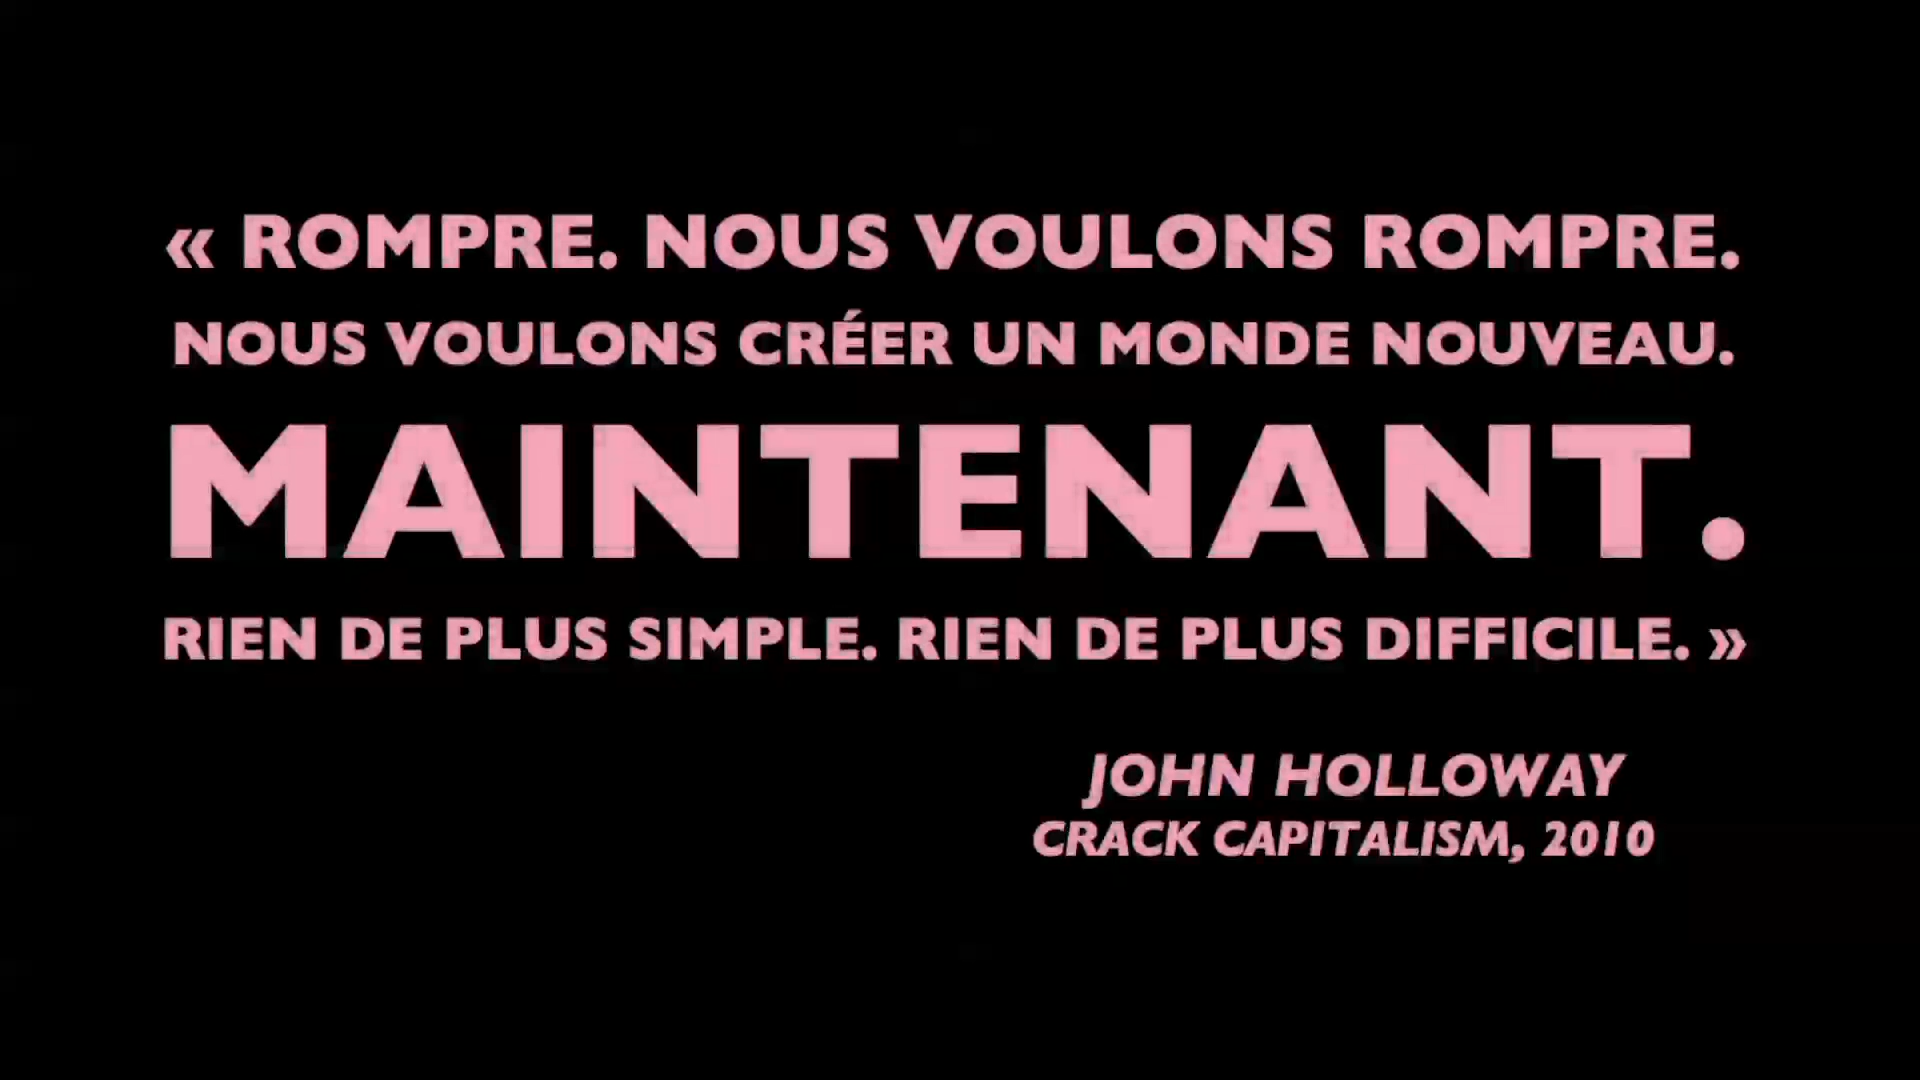 « ROMPRE. NOUS VOULONS ROMPRE.
NOUS VOULONS CRÉER UN MONDE NOUVEAU.
MAINTENANT.
RIEN DE PLUS SIMPLE. RIEN DE PLUS DIFFICILE. »
JOHN HOLLOWAY
CRACK CAPITALISM, 2010